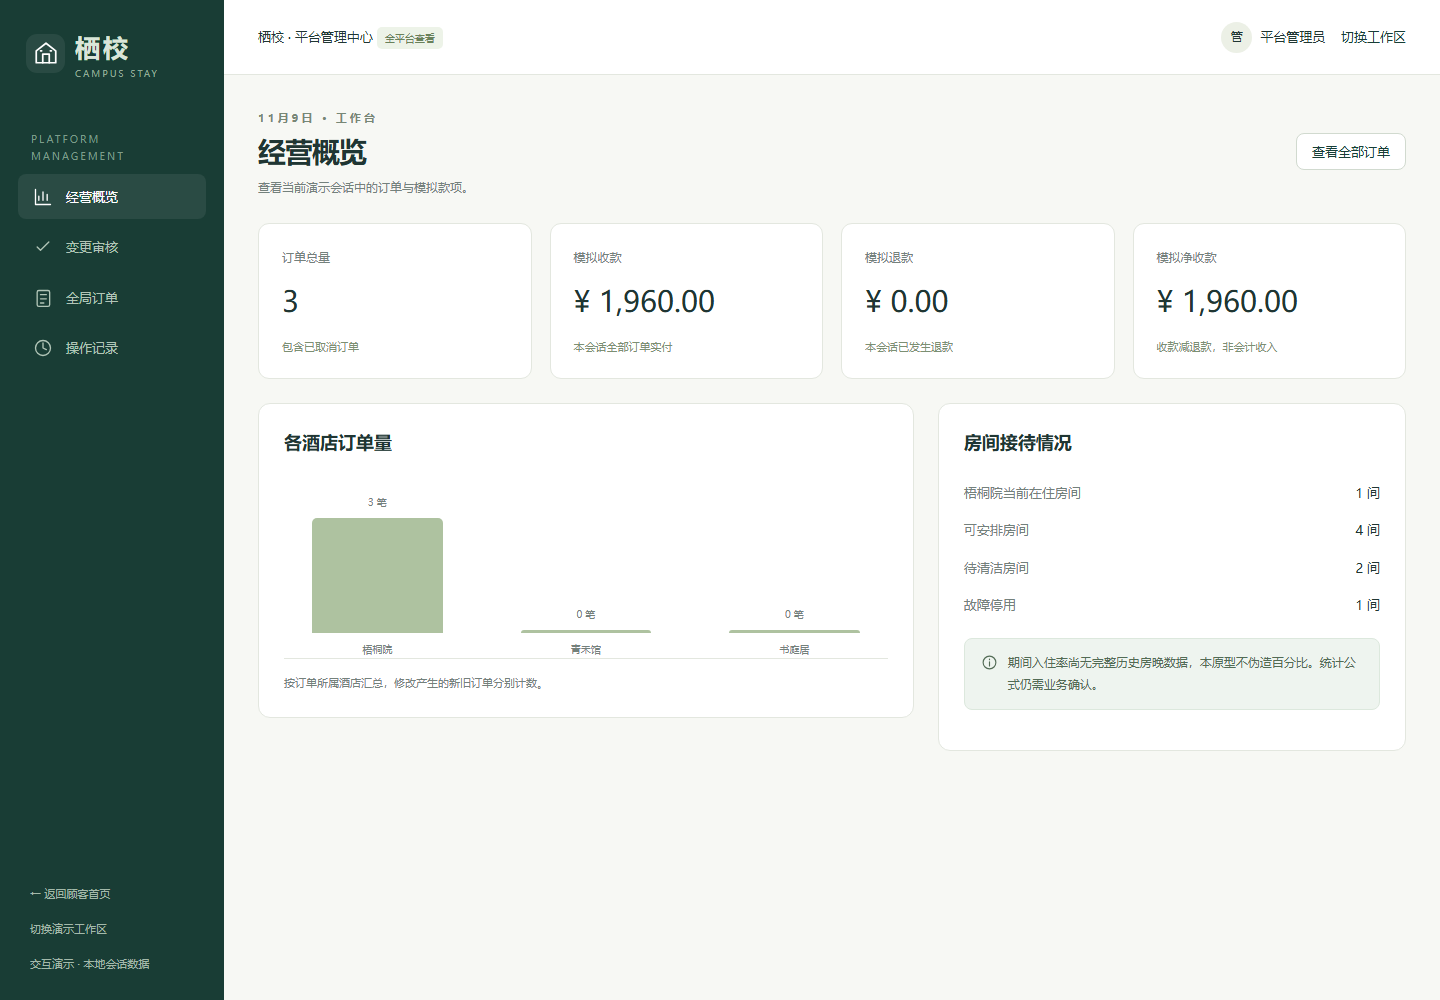 栖校
CAMPUS STAY
PLATFORM
MANAGEMENT
经营概览
变更审核
全局订单
操作记录
← 返回顾客首页
切换演示工作区
交互演示 · 本地会话数据
栖校 · 平台管理中心 全平台查看
管 平台管理员 切换工作区
11月9日 • 工作台
经营概览
查看当前演示会话中的订单与模拟款项。
查看全部订单
订单总量
3
包含已取消订单
模拟收款
¥ 1,960.00
本会话全部订单实付
模拟退款
¥ 0.00
本会话已发生退款
模拟净收款
¥ 1,960.00
收款减退款，非会计收入
各酒店订单量
3 笔
0 笔
0 笔
梧桐院
青禾馆
书庭居
按订单所属酒店汇总，修改产生的新旧订单分别计数。
房间接待情况
梧桐院当前在住房间 1 间
可安排房间 4 间
待清洁房间 2 间
故障停用 1 间
期间入住率尚无完整历史房晚数据，本原型不伪造百分比。统计公
式仍需业务确认。